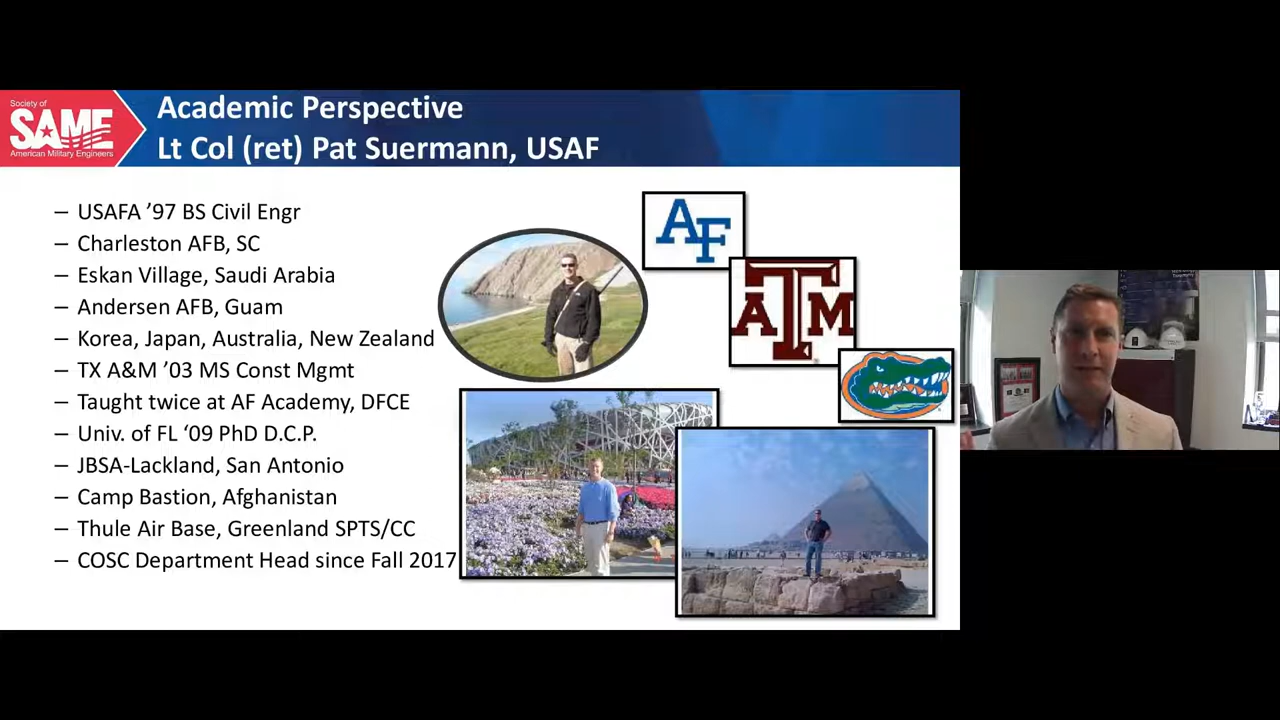 Society of
SAME
American Military Engineers
Academic Perspective
Lt Col (ret) Pat Suermann, USAF
– USAFA ’97 BS Civil Engr
– Charleston AFB, SC
– Eskan Village, Saudi Arabia
– Andersen AFB, Guam
– Korea, Japan, Australia, New Zealand
– TX A&M ’03 MS Const Mgmt
– Taught twice at AF Academy, DFCE
– Univ. of FL ‘09 PhD D.C.P.
– JBSA-Lackland, San Antonio
– Camp Bastion, Afghanistan
– Thule Air Base, Greenland SPTS/CC
– COSC Department Head since Fall 2017
AF
ATM